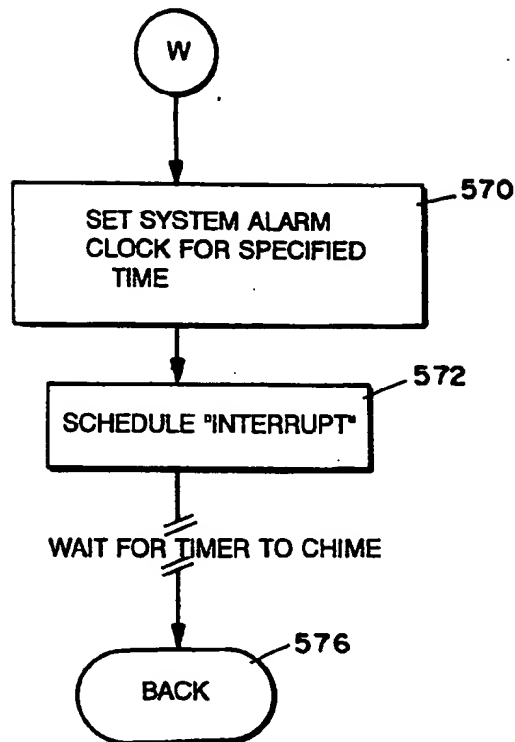 W
570
SET SYSTEM ALARM
CLOCK FOR SPECIFIED
TIME
572
SCHEDULE "INTERRUPT"
WAIT FOR TIMER TO CHIME
576
BACK